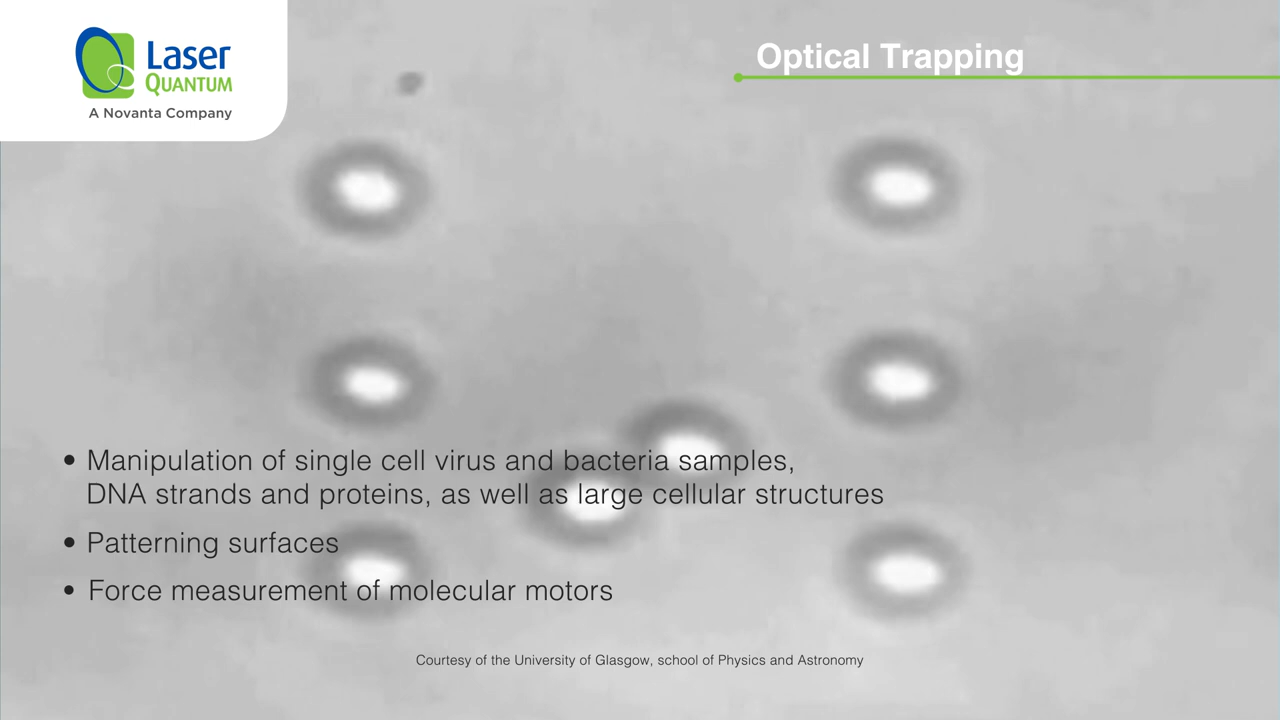 Laser
QUANTUM
A Novanta Company
Optical Trapping
• Manipulation of single cell virus and bacteria samples,
DNA strands and proteins, as well as large cellular structures
• Patterning surfaces
• Force measurement of molecular motors
Courtesy of the University of Glasgow, school of Physics and Astronomy